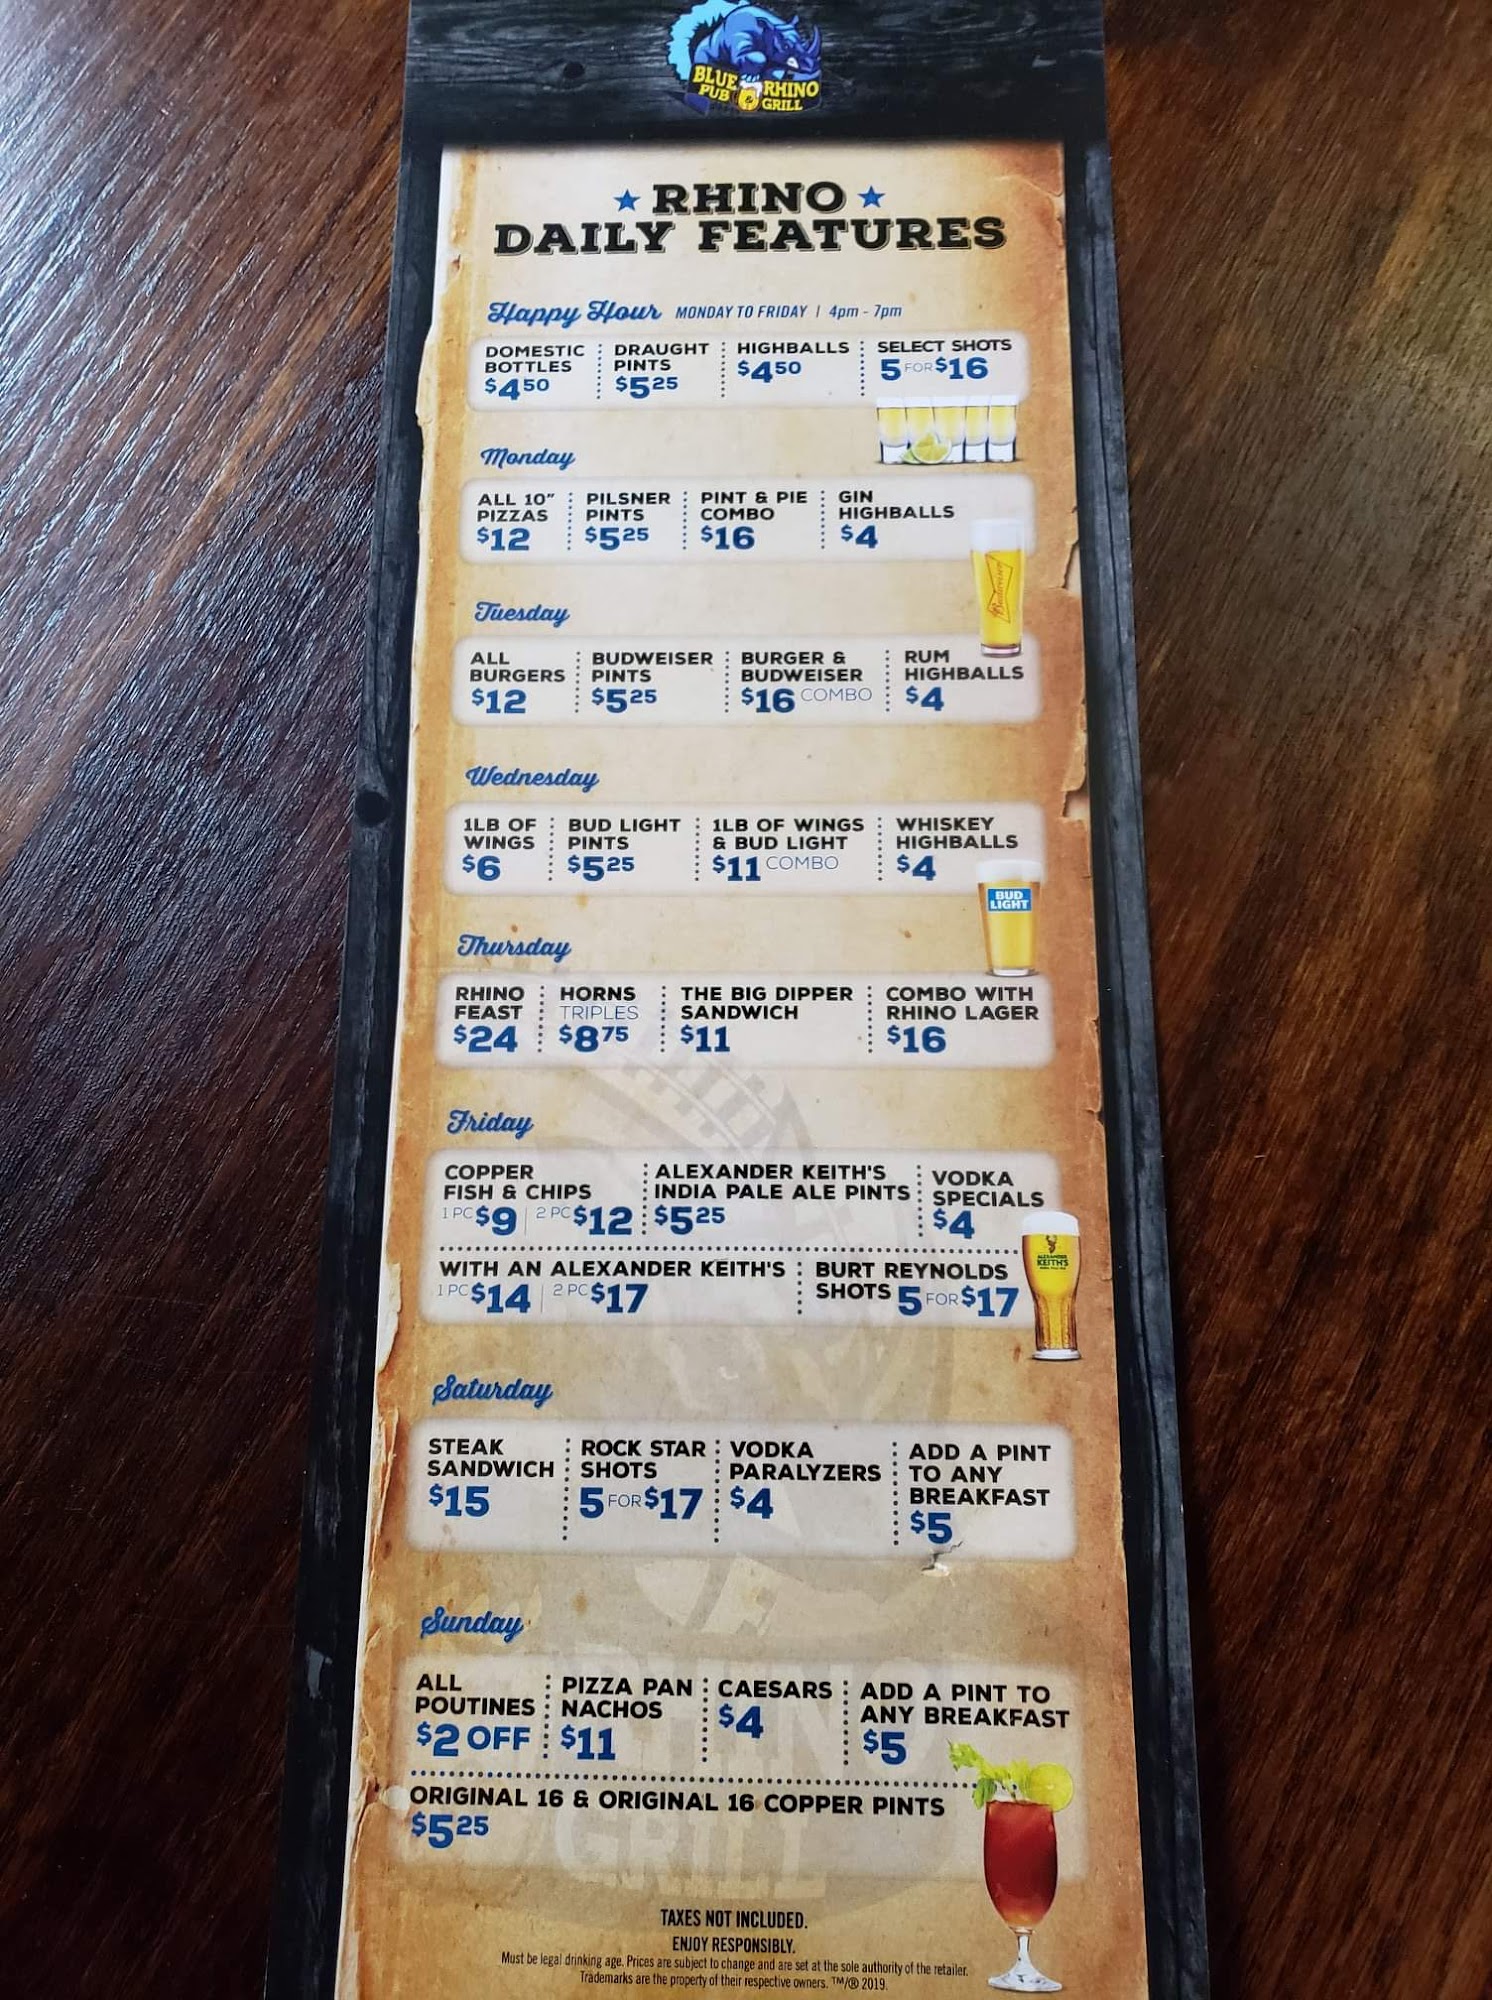 BLUE RHINO
PUB & GRILL
RHINO
DAILY FEATURES
Happy Hour MONDAY TO FRIDAY | 4pm - 7pm
DOMESTIC BOTTLES $4.50
DRAUGHT PINTS $5.25
HIGHBALLS $4.50
SELECT SHOTS 5 FOR $16
Monday
ALL 10" PIZZAS $12
PILSNER PINTS $5.25
PINT & PIE COMBO $16
GIN HIGHBALLS $4
Budweiser
Tuesday
ALL BURGERS $12
BUDWEISER PINTS $5.25
BURGER & BUDWEISER $16 COMBO
RUM HIGHBALLS $4
Wednesday
1LB OF WINGS $6
BUD LIGHT PINTS $5.25
1LB OF WINGS & BUD LIGHT $11 COMBO
WHISKEY HIGHBALLS $4
BUD
LIGHT
Thursday
RHINO FEAST $24
HORNS TRIPLES $8.75
THE BIG DIPPER SANDWICH $11
COMBO WITH RHINO LAGER $16
Friday
COPPER FISH & CHIPS 1 PC $9 | 2 PC $12
ALEXANDER KEITH'S INDIA PALE ALE PINTS $5.25
VODKA SPECIALS $4
WITH AN ALEXANDER KEITH'S 1 PC $14 | 2 PC $17
BURT REYNOLDS SHOTS 5 FOR $17
ALEXANDER
KEITH'S
Saturday
STEAK SANDWICH $15
ROCK STAR SHOTS 5 FOR $17
VODKA PARALYZERS $4
ADD A PINT TO ANY BREAKFAST $5
Sunday
ALL POUTINES $2 OFF
PIZZA PAN NACHOS $11
CAESARS $4
ADD A PINT TO ANY BREAKFAST $5
ORIGINAL 16 & ORIGINAL 16 COPPER PINTS
$5.25
TAXES NOT INCLUDED.
ENJOY RESPONSIBLY.
Must be legal drinking age. Prices are subject to change and are set at the sole authority of the retailer.
Trademarks are the property of their respective owners. ™/® 2019.